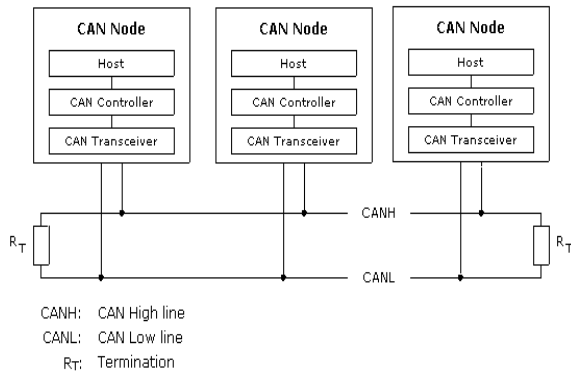 CAN Node
Host
CAN Controller
CAN Transceiver
CAN Node
Host
CAN Controller
CAN Transceiver
CAN Node
Host
CAN Controller
CAN Transceiver
CANH
RT
RT
CANL
CANH: CAN High line
CANL: CAN Low line
RT: Termination